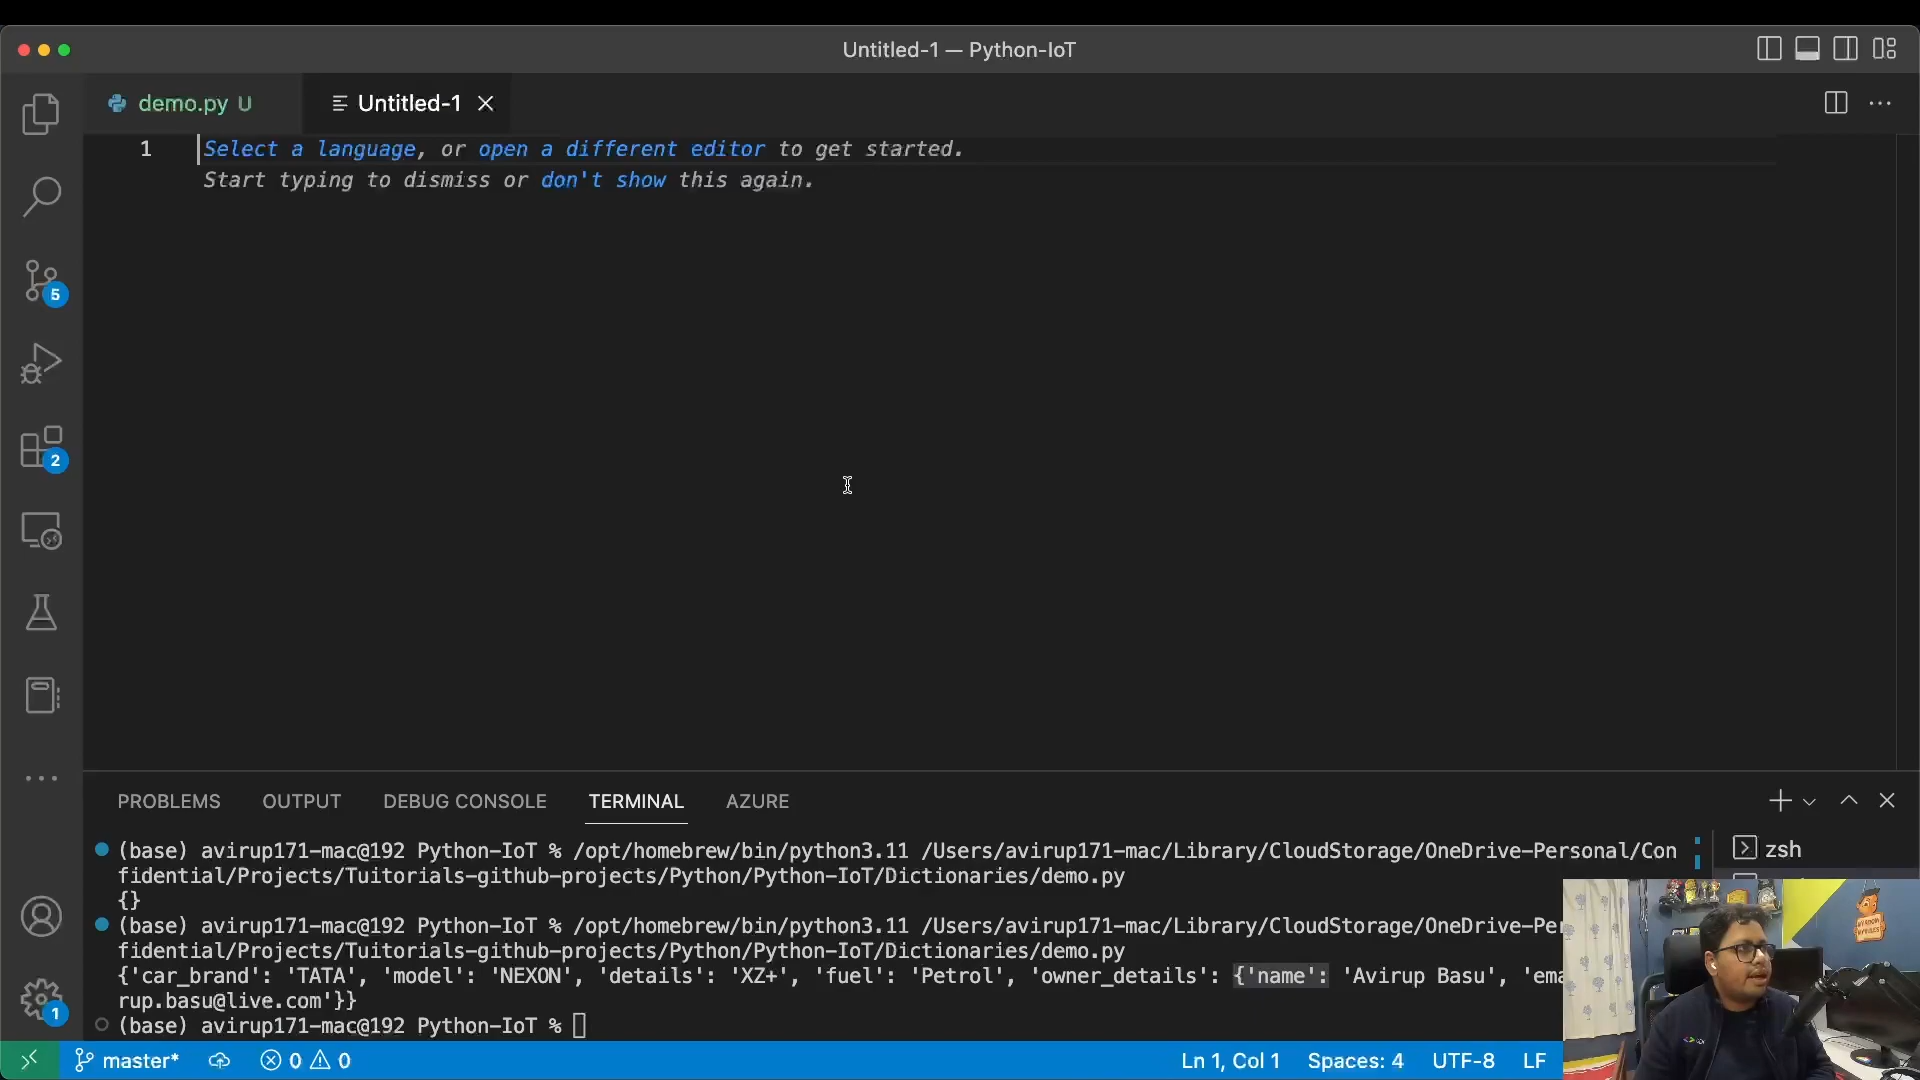 Untitled-1 — Python-IoT
demo.py U
Untitled-1
1 Select a language, or open a different editor to get started.
Start typing to dismiss or don't show this again.
5
2
PROBLEMS OUTPUT DEBUG CONSOLE TERMINAL AZURE
(base) avirup171-mac@192 Python-IoT % /opt/homebrew/bin/python3.11 /Users/avirup171-mac/Library/CloudStorage/OneDrive-Personal/Con
fidential/Projects/Tuitorials-github-projects/Python/Python-IoT/Dictionaries/demo.py
{}
(base) avirup171-mac@192 Python-IoT % /opt/homebrew/bin/python3.11 /Users/avirup171-mac/Library/CloudStorage/OneDrive-Per
fidential/Projects/Tuitorials-github-projects/Python/Python-IoT/Dictionaries/demo.py
{'car_brand': 'TATA', 'model': 'NEXON', 'details': 'XZ+', 'fuel': 'Petrol', 'owner_details': {'name': 'Avirup Basu', 'ema
rup.basu@live.com'}}
(base) avirup171-mac@192 Python-IoT %
zsh
1
master* 0 0 Ln 1, Col 1 Spaces: 4 UTF-8 LF